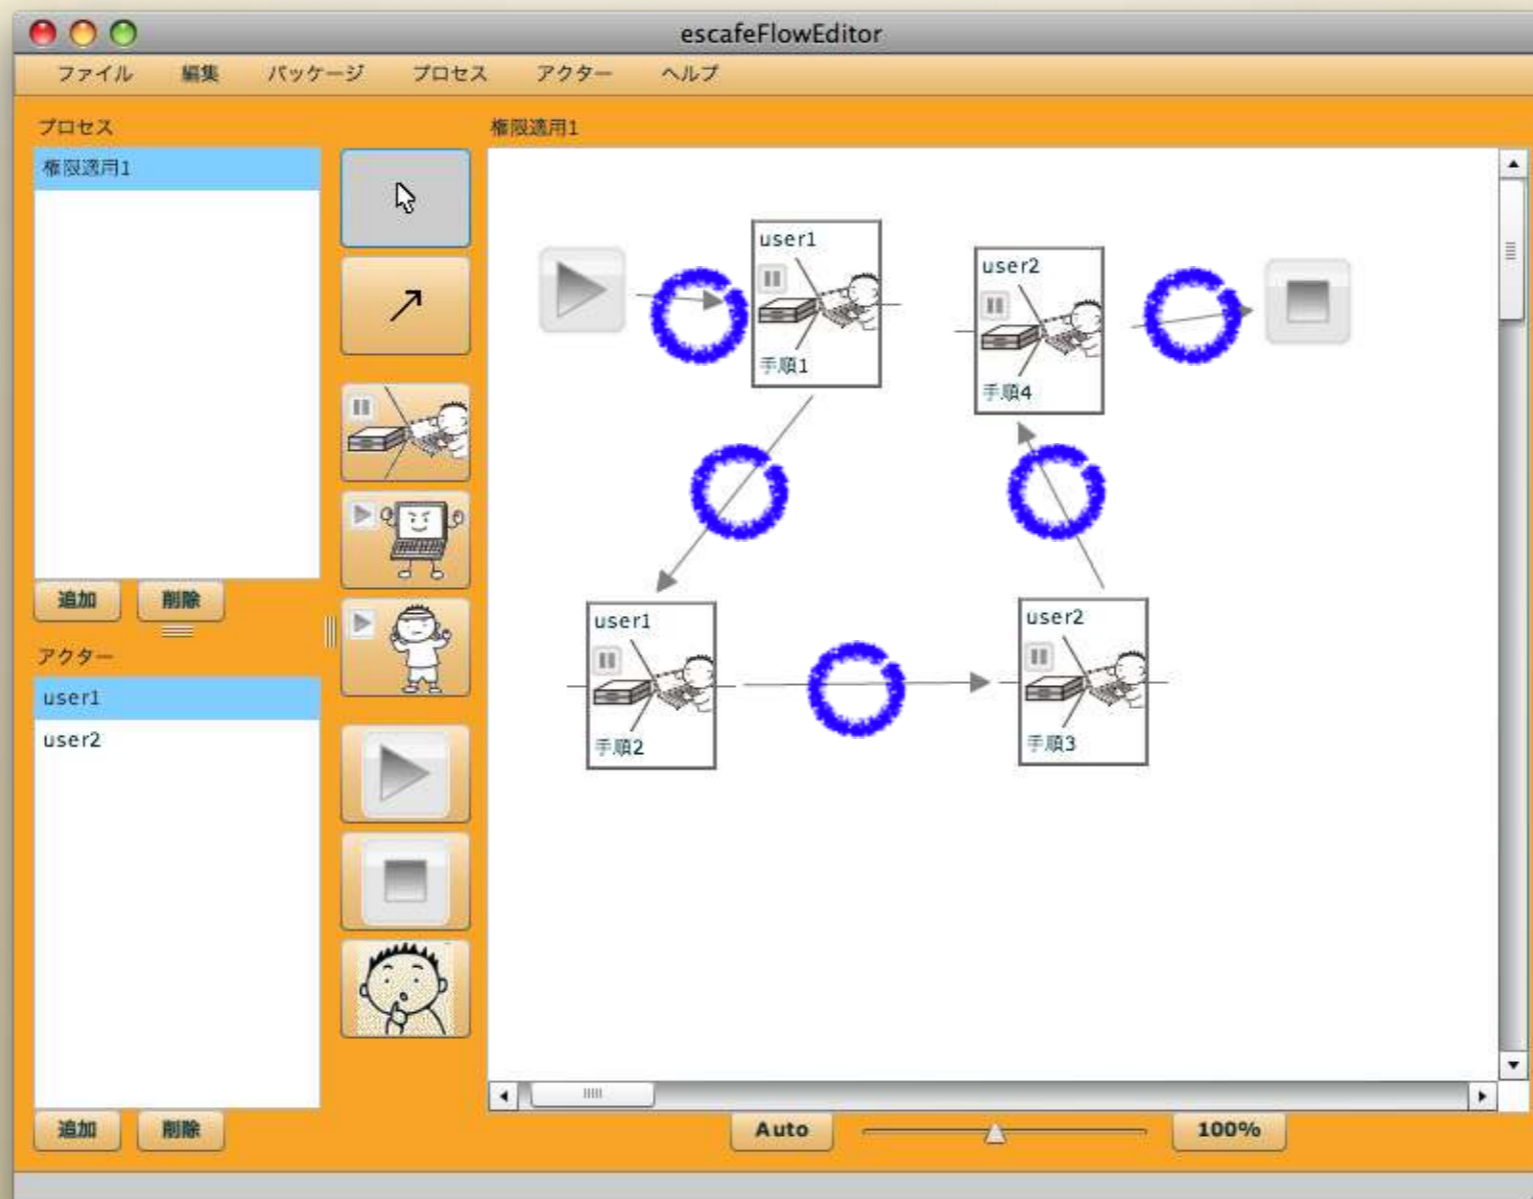 escafeFlowEditor
ファイル 編集 パッケージ プロセス アクター ヘルプ
プロセス
権限適用1
追加 削除
アクター
user1
user2
追加 削除
権限適用1
user1
手順1
user2
手順4
user1
手順2
user2
手順3
Auto 100%